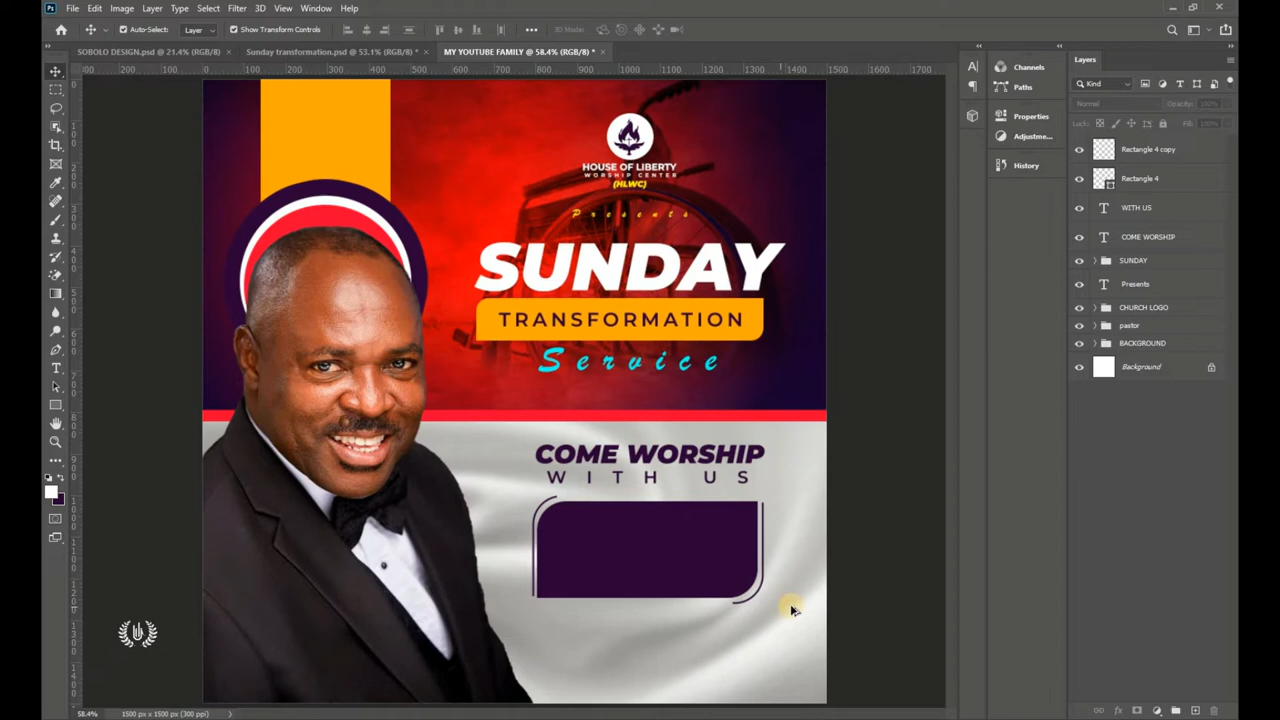 Ps
File Edit Image Layer Type Select Filter 3D View Window Help
Auto-Select: Layer Show Transform Controls 3D Mode:
SOBOLO DESIGN.psd @ 21.4% (RGB/8) × Sunday transformation.psd @ 53.1% (RGB/8) * × MY YOUTUBE FAMILY @ 58.4% (RGB/8) * ×
HOUSE OF LIBERTY
WORSHIP CENTER
(HLWC)
Presents
SUNDAY
TRANSFORMATION
Service
COME WORSHIP
WITH US
Channels
Paths
Properties
Adjustme...
History
Layers
Kind
Normal Opacity: 100%
Lock: Fill: 100%
Rectangle 4 copy
Rectangle 4
WITH US
COME WORSHIP
SUNDAY
Presents
CHURCH LOGO
pastor
BACKGROUND
Background
58.4% 1500 px x 1500 px (300 ppi)